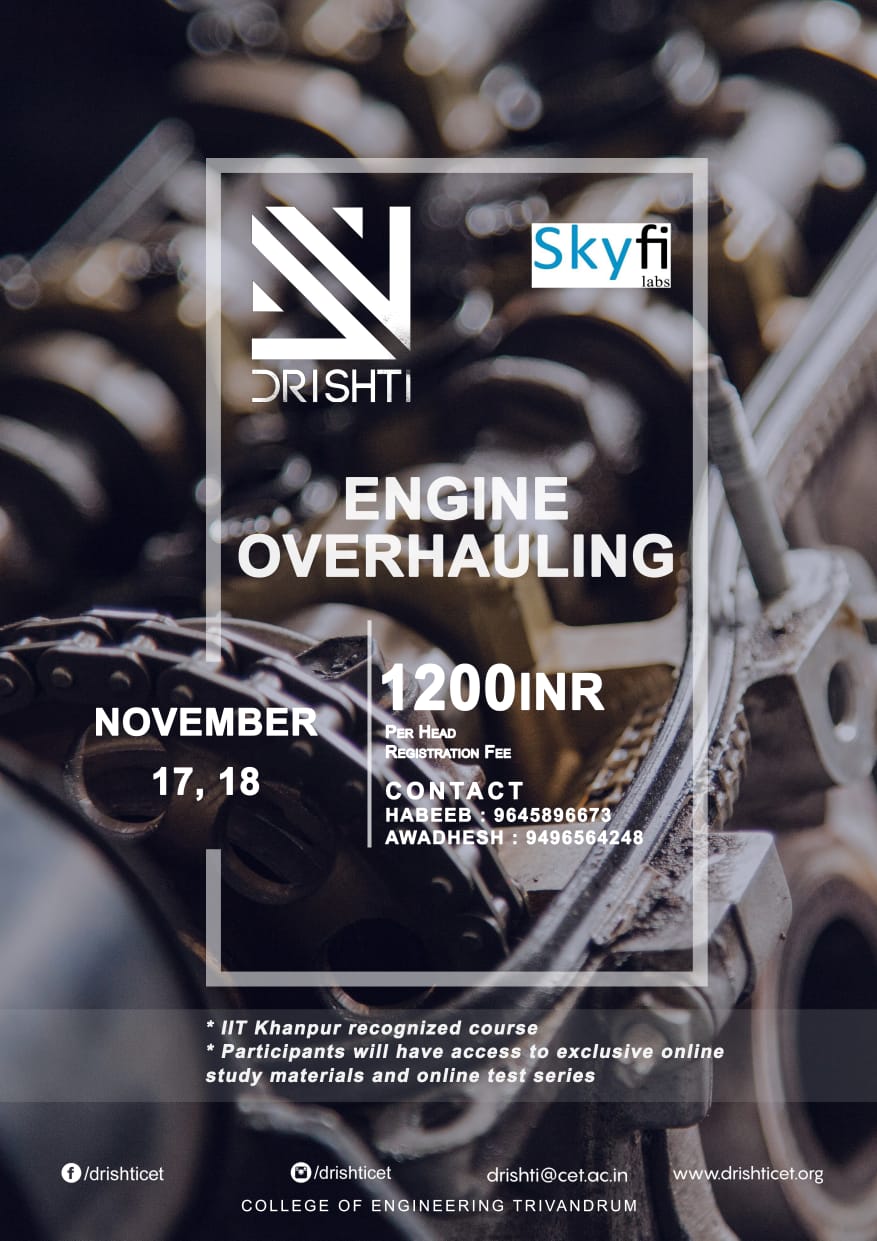 DRISHTI
Skyfi
labs
ENGINE
OVERHAULING
NOVEMBER
17, 18
1200INR
Per Head
Registration Fee
CONTACT
HABEEB : 9645896673
AWADHESH : 9496564248
* IIT Khanpur recognized course
* Participants will have access to exclusive online
study materials and online test series
/drishticet
/drishticet
drishti@cet.ac.in
www.drishticet.org
COLLEGE OF ENGINEERING TRIVANDRUM